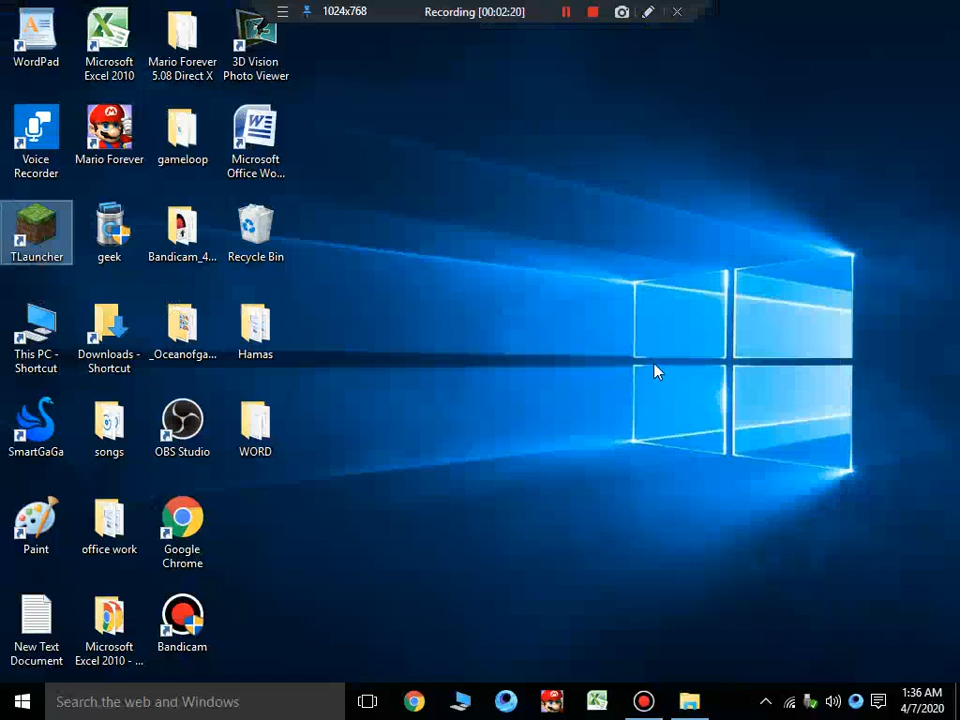 1024x768
Recording [00:02:20]
WordPad
Microsoft
Excel 2010
Mario Forever
5.08 Direct X
3D Vision
Photo Viewer
Voice
Recorder
Mario Forever
gameloop
Microsoft
Office Wo...
TLauncher
geek
Bandicam_4...
Recycle Bin
This PC -
Shortcut
Downloads -
Shortcut
_Oceanofga...
Hamas
SmartGaGa
songs
OBS Studio
WORD
Paint
office work
Google
Chrome
New Text
Document
Microsoft
Excel 2010 - ...
Bandicam
Search the web and Windows
1:36 AM
4/7/2020